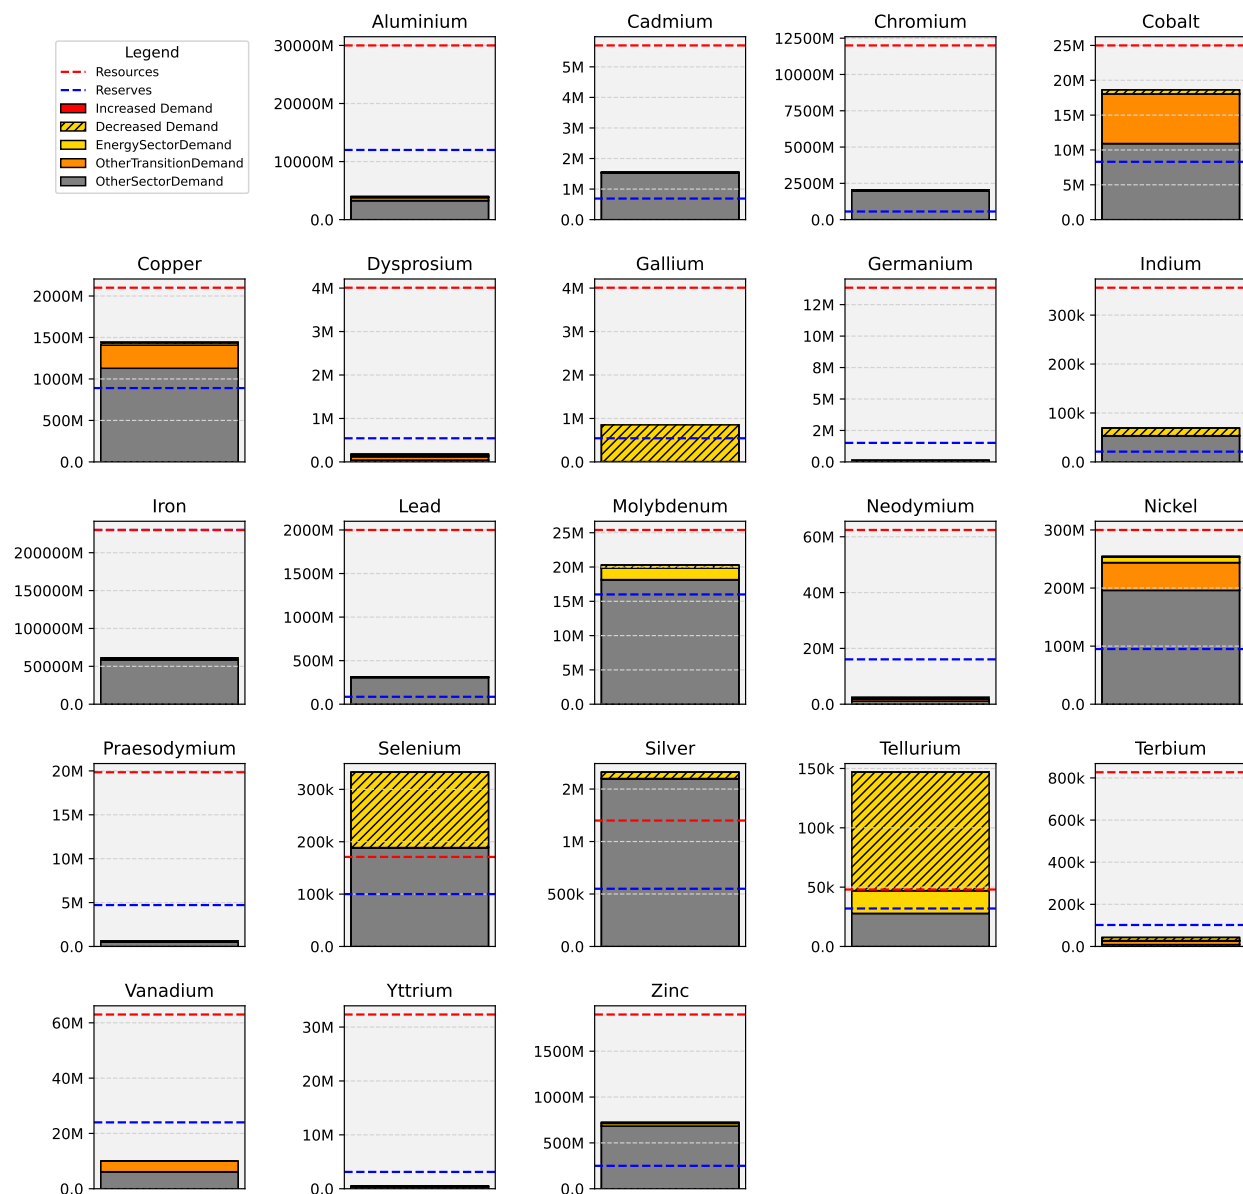 Legend
Resources
Reserves
Increased Demand
Decreased Demand
EnergySectorDemand
OtherTransitionDemand
OtherSectorDemand
Aluminium
30000M
20000M
10000M
0.0
Cadmium
5M
4M
3M
2M
1M
0.0
Chromium
12500M
10000M
7500M
5000M
2500M
0.0
Cobalt
25M
20M
15M
10M
5M
0.0
Copper
2000M
1500M
1000M
500M
0.0
Dysprosium
4M
3M
2M
1M
0.0
Gallium
4M
3M
2M
1M
0.0
Germanium
12M
10M
8M
5M
2M
0.0
Indium
300k
200k
100k
0.0
Iron
200000M
150000M
100000M
50000M
0.0
Lead
2000M
1500M
1000M
500M
0.0
Molybdenum
25M
20M
15M
10M
5M
0.0
Neodymium
60M
40M
20M
0.0
Nickel
300M
200M
100M
0.0
Praesodymium
20M
15M
10M
5M
0.0
Selenium
300k
200k
100k
0.0
Silver
2M
1M
500k
0.0
Tellurium
150k
100k
50k
0.0
Terbium
800k
600k
400k
200k
0.0
Vanadium
60M
40M
20M
0.0
Yttrium
30M
20M
10M
0.0
Zinc
1500M
1000M
500M
0.0